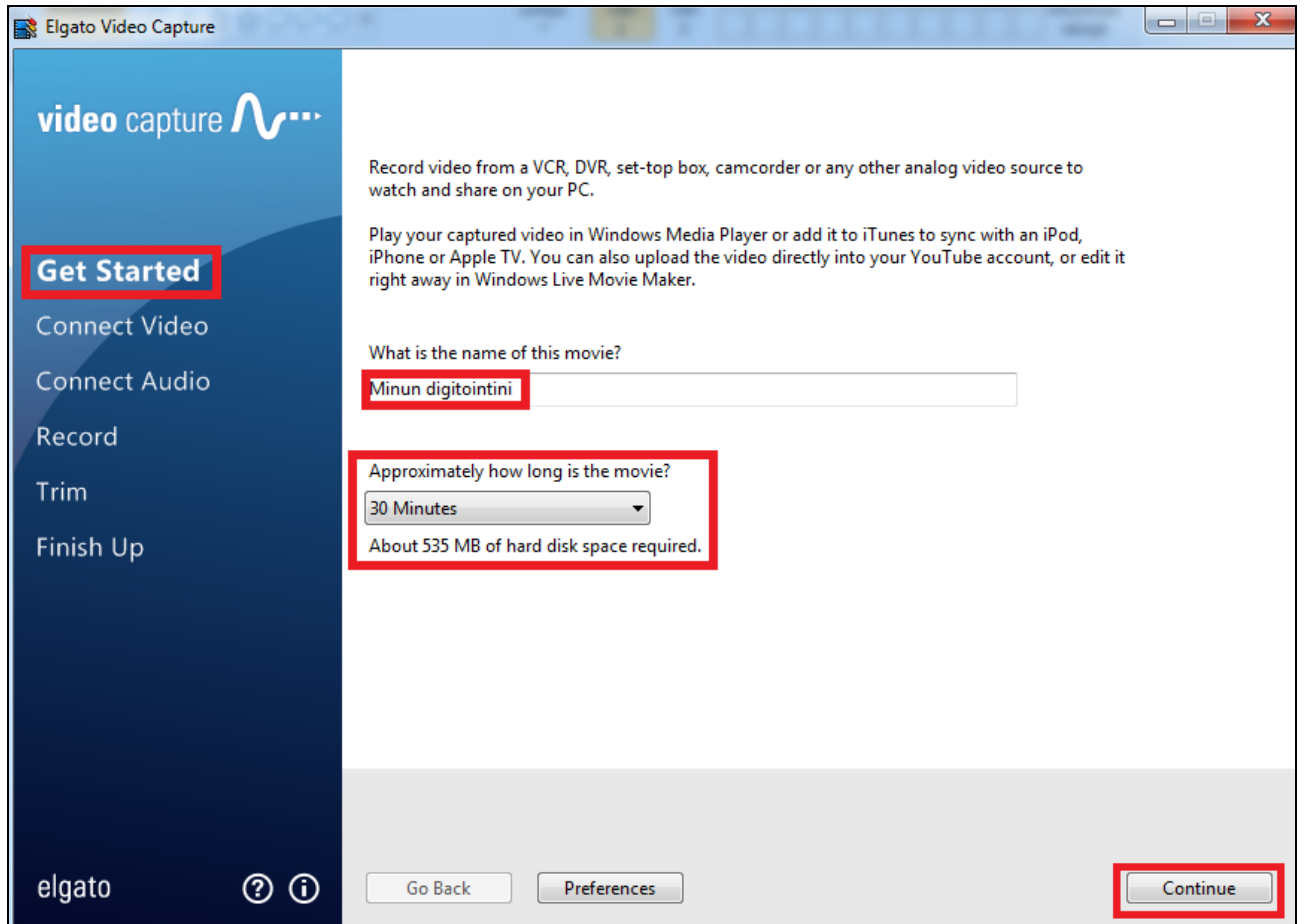 Elgato Video Capture
video capture
Get Started
Connect Video
Connect Audio
Record
Trim
Finish Up
elgato
Record video from a VCR, DVR, set-top box, camcorder or any other analog video source to
watch and share on your PC.
Play your captured video in Windows Media Player or add it to iTunes to sync with an iPod,
iPhone or Apple TV. You can also upload the video directly into your YouTube account, or edit it
right away in Windows Live Movie Maker.
What is the name of this movie?
Minun digitointini
Approximately how long is the movie?
30 Minutes
About 535 MB of hard disk space required.
Go Back
Preferences
Continue